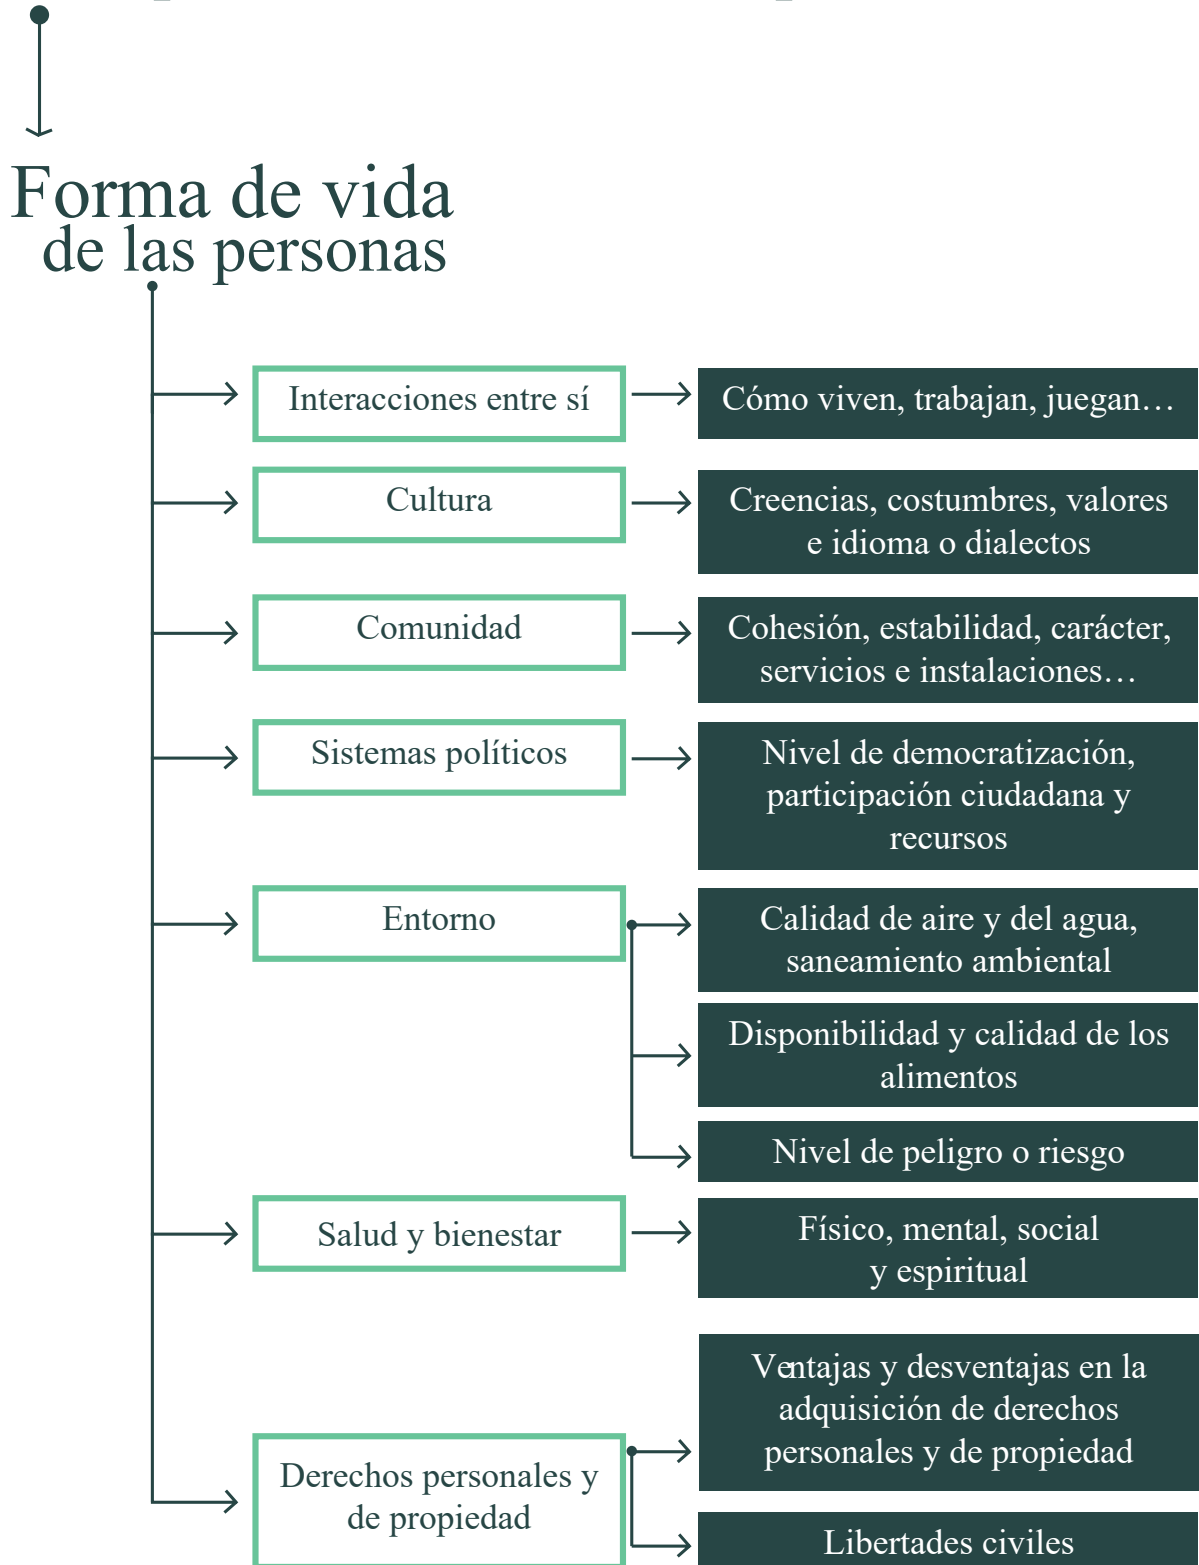 Forma de vida
de las personas
Interacciones entre sí
Cómo viven, trabajan, juegan…
Cultura
Creencias, costumbres, valores
e idioma o dialectos
Comunidad
Cohesión, estabilidad, carácter,
servicios e instalaciones…
Sistemas políticos
Nivel de democratización,
participación ciudadana y
recursos
Entorno
Calidad de aire y del agua,
saneamiento ambiental
Disponibilidad y calidad de los
alimentos
Nivel de peligro o riesgo
Salud y bienestar
Físico, mental, social
y espiritual
Derechos personales y
de propiedad
Ventajas y desventajas en la
adquisición de derechos
personales y de propiedad
Libertades civiles